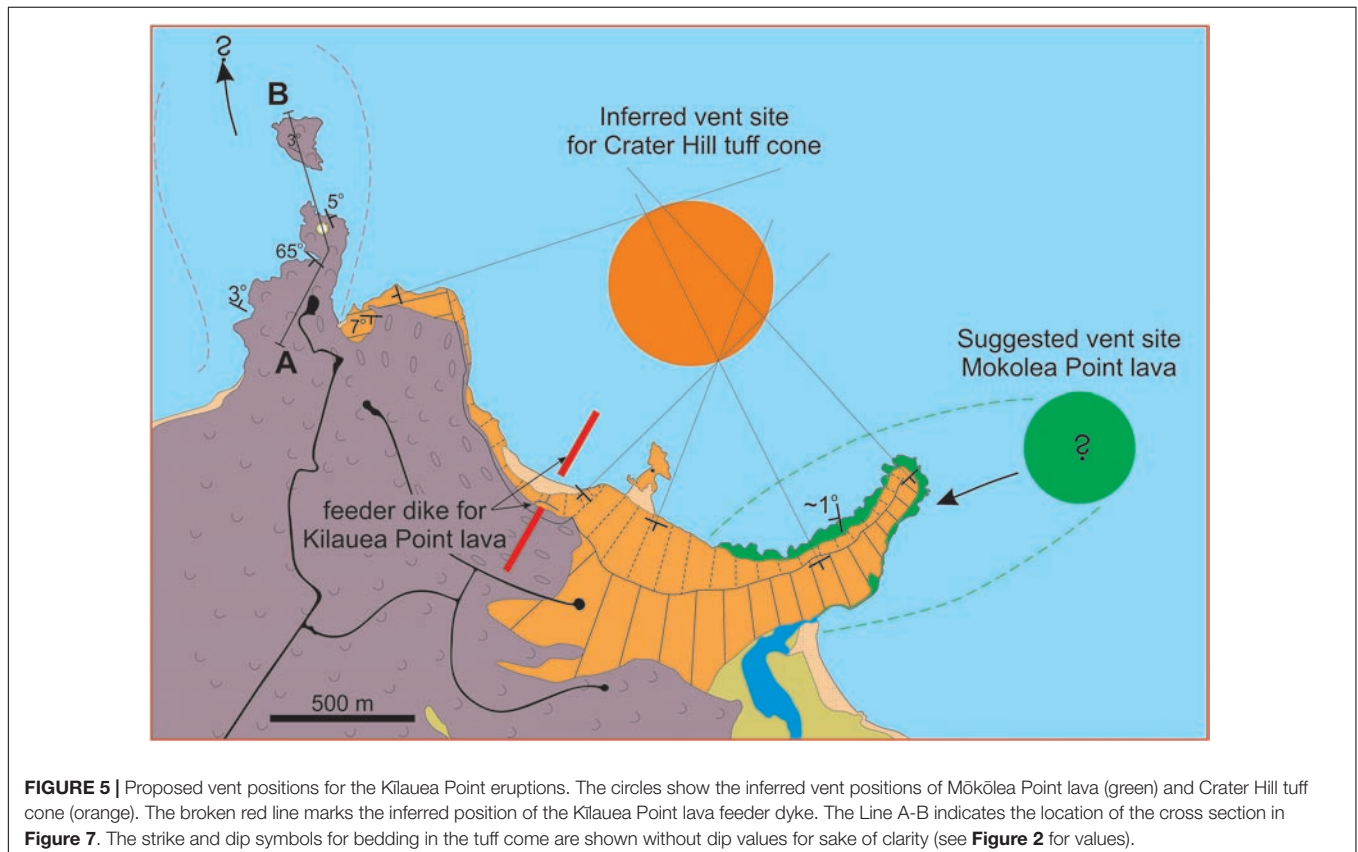 ?
B
3°
Inferred vent site
for Crater Hill tuff cone
5°
65°
3°
A
7°
Suggested vent site
Mokolea Point lava
?
~1°
feeder dike for
Kilauea Point lava
500 m
FIGURE 5 | Proposed vent positions for the Kīlauea Point eruptions. The circles show the inferred vent positions of Mōkōlea Point lava (green) and Crater Hill tuff
cone (orange). The broken red line marks the inferred position of the Kīlauea Point lava feeder dyke. The Line A-B indicates the location of the cross section in
Figure 7. The strike and dip symbols for bedding in the tuff come are shown without dip values for sake of clarity (see Figure 2 for values).